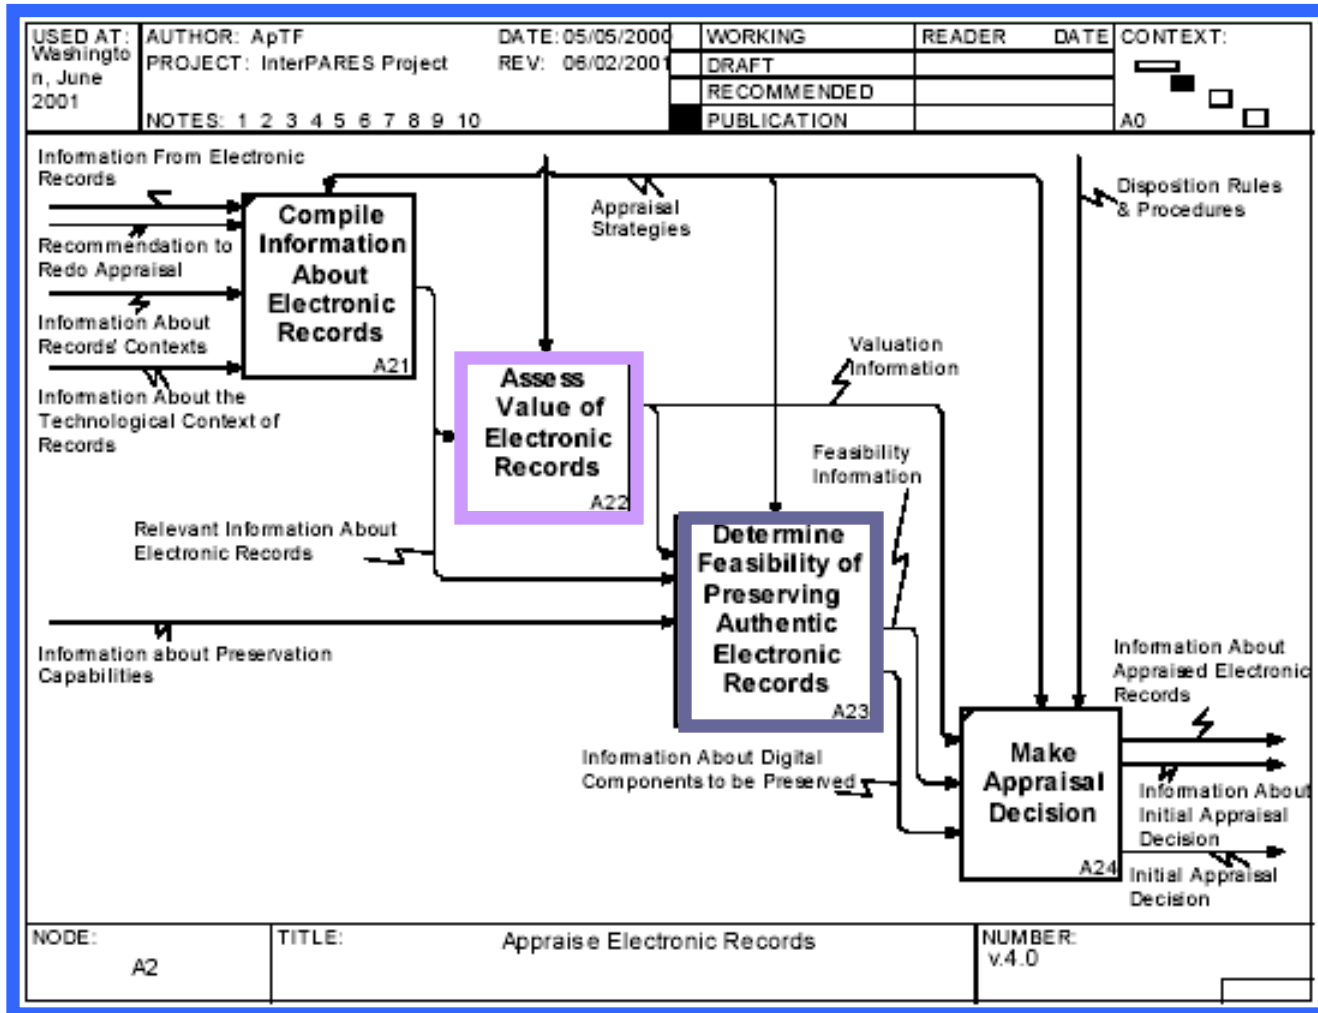 USED AT:
Washingto
n, June
2001
AUTHOR: ApTF
DATE: 05/05/2000
PROJECT: InterPARES Project
REV: 06/02/2001
NOTES: 1 2 3 4 5 6 7 8 9 10
WORKING
DRAFT
RECOMMENDED
PUBLICATION
READER
DATE
CONTEXT:
A0
Information From Electronic
Records
Recommendation to
Redo Appraisal
Information About
Records' Contexts
Information About the
Technological Context of
Records
Compile
Information
About
Electronic
Records
A21
Appraisal
Strategies
Disposition Rules
& Procedures
Assess
Value of
Electronic
Records
A22
Valuation
Information
Feasibility
Information
Relevant Information About
Electronic Records
Determine
Feasibility of
Preserving
Authentic
Electronic
Records
A23
Information about Preservation
Capabilities
Information About Digital
Components to be Preserved
Make
Appraisal
Decision
A24
Information About
Appraised Electronic
Records
Information About
Initial Appraisal
Decision
Initial Appraisal
Decision
NODE:
A2
TITLE:
Appraise Electronic Records
NUMBER:
v.4.0